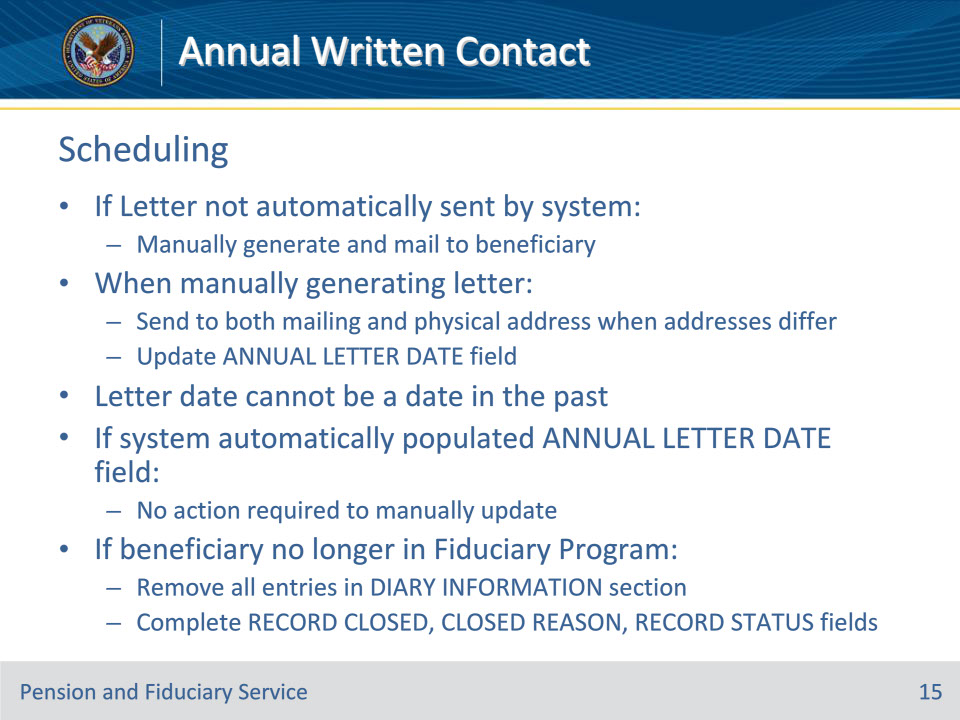 Annual Written Contact
Scheduling
• If Letter not automatically sent by system:
– Manually generate and mail to beneficiary
• When manually generating letter:
– Send to both mailing and physical address when addresses differ
– Update ANNUAL LETTER DATE field
• Letter date cannot be a date in the past
• If system automatically populated ANNUAL LETTER DATE
field:
– No action required to manually update
• If beneficiary no longer in Fiduciary Program:
– Remove all entries in DIARY INFORMATION section
– Complete RECORD CLOSED, CLOSED REASON, RECORD STATUS fields
Pension and Fiduciary Service
15